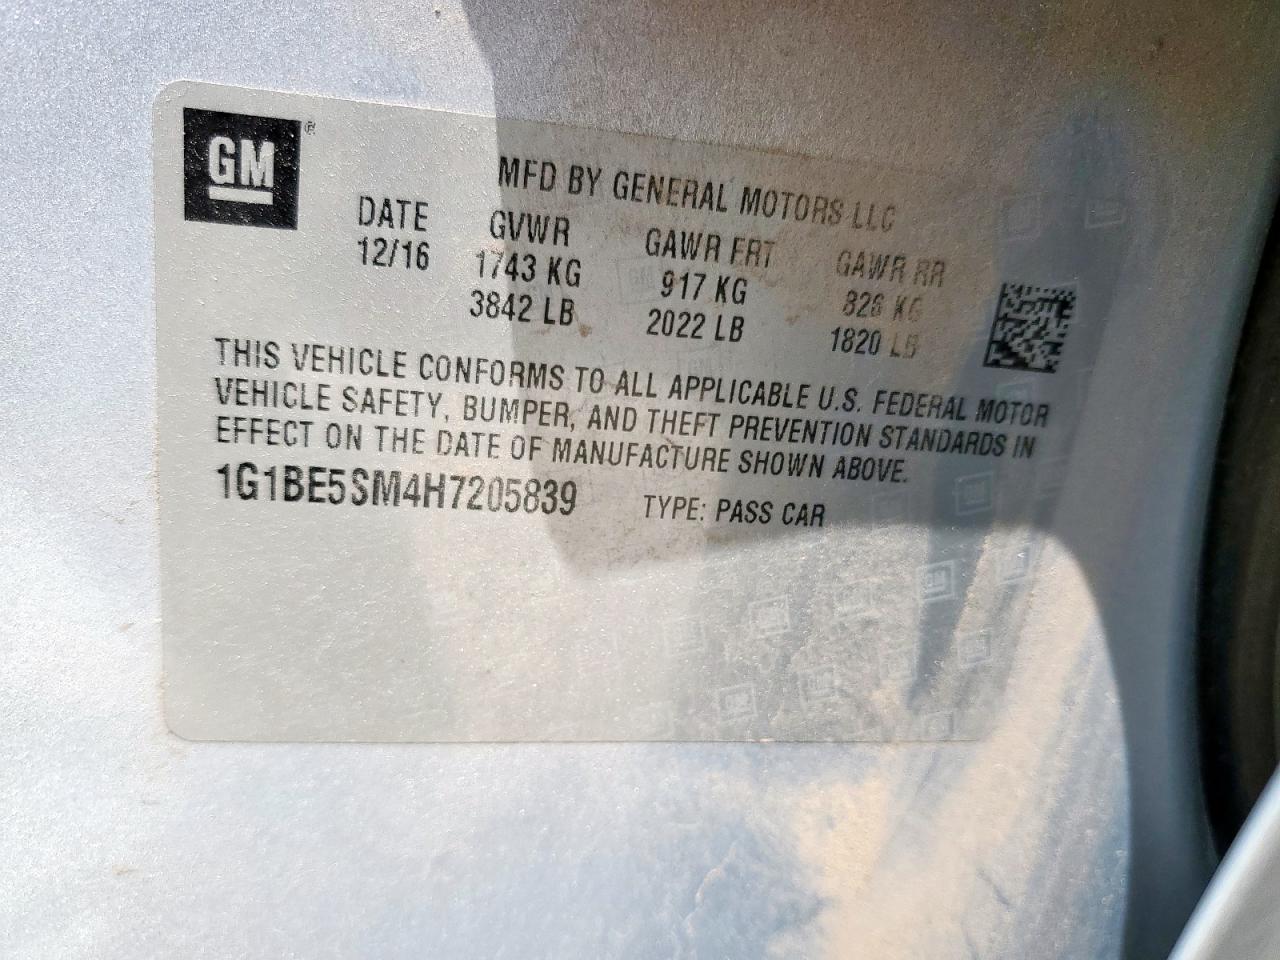 GM®
MFD BY GENERAL MOTORS LLC
DATE GVWR GAWR FRT GAWR RR
12/16 1743 KG 917 KG 826 KG
3842 LB 2022 LB 1820 LB
THIS VEHICLE CONFORMS TO ALL APPLICABLE U.S. FEDERAL MOTOR
VEHICLE SAFETY, BUMPER, AND THEFT PREVENTION STANDARDS IN
EFFECT ON THE DATE OF MANUFACTURE SHOWN ABOVE.
1G1BE5SM4H7205839 TYPE: PASS CAR